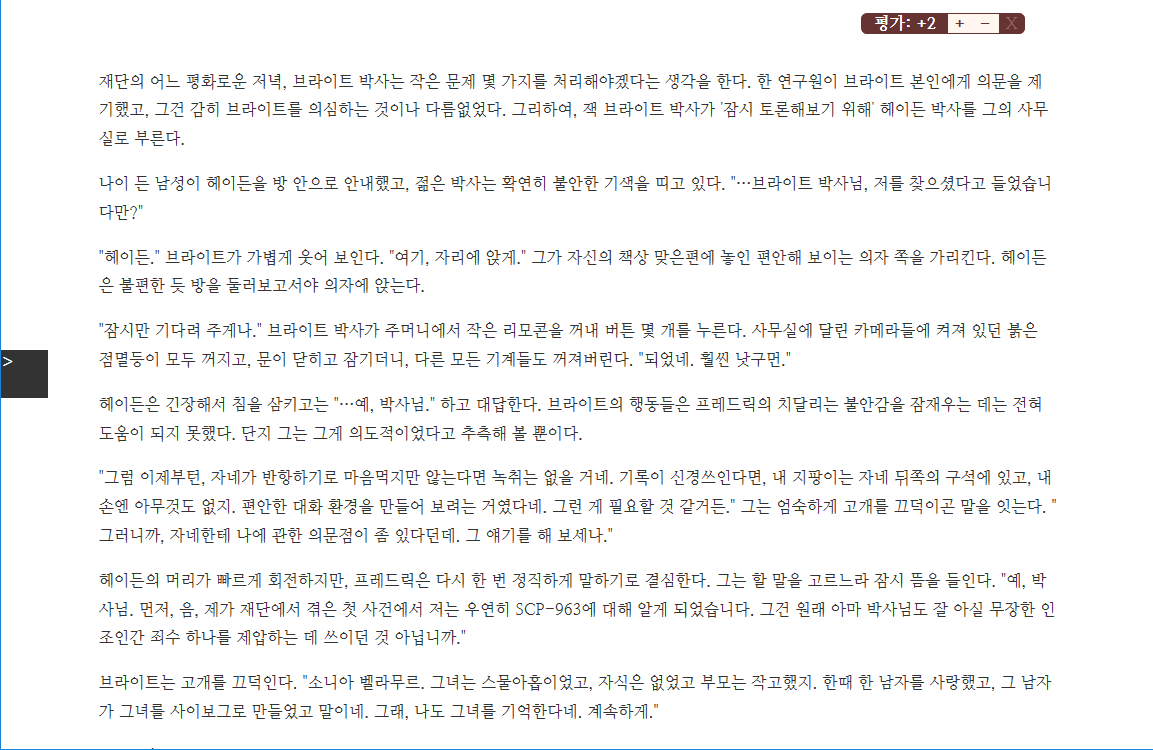 평가: +2 + − X
재단의 어느 평화로운 저녁, 브라이트 박사는 작은 문제 몇 가지를 처리해야겠다는 생각을 한다. 한 연구원이 브라이트 본인에게 의문을 제
기했고, 그건 감히 브라이트를 의심하는 것이나 다름없었다. 그리하여, 잭 브라이트 박사가 '잠시 토론해보기 위해' 헤이든 박사를 그의 사무
실로 부른다.
나이 든 남성이 헤이든을 방 안으로 안내했고, 젊은 박사는 확연히 불안한 기색을 띠고 있다. "…브라이트 박사님, 저를 찾으셨다고 들었습니
다만?"
"헤이든." 브라이트가 가볍게 웃어 보인다. "여기, 자리에 앉게." 그가 자신의 책상 맞은편에 놓인 편안해 보이는 의자 쪽을 가리킨다. 헤이든
은 불편한 듯 방을 둘러보고서야 의자에 앉는다.
"잠시만 기다려 주게나." 브라이트 박사가 주머니에서 작은 리모콘을 꺼내 버튼 몇 개를 누른다. 사무실에 달린 카메라들에 켜져 있던 붉은
점멸등이 모두 꺼지고, 문이 닫히고 잠기더니, 다른 모든 기계들도 꺼져버린다. "되었네. 훨씬 낫구먼."
>
헤이든은 긴장해서 침을 삼키고는 "…예, 박사님." 하고 대답한다. 브라이트의 행동들은 프레드릭의 치달리는 불안감을 잠재우는 데는 전혀
도움이 되지 못했다. 단지 그는 그게 의도적이었다고 추측해 볼 뿐이다.
"그럼 이제부턴, 자네가 반항하기로 마음먹지만 않는다면 녹취는 없을 거네. 기록이 신경쓰인다면, 내 지팡이는 자네 뒤쪽의 구석에 있고, 내
손엔 아무것도 없지. 편안한 대화 환경을 만들어 보려는 거였다네. 그런 게 필요할 것 같거든." 그는 엄숙하게 고개를 끄덕이곤 말을 잇는다. "
그러니까, 자네한테 나에 관한 의문점이 좀 있다던데. 그 얘기를 해 보세나."
헤이든의 머리가 빠르게 회전하지만, 프레드릭은 다시 한 번 정직하게 말하기로 결심한다. 그는 할 말을 고르느라 잠시 뜸을 들인다. "예, 박
사님. 먼저, 음, 제가 재단에서 겪은 첫 사건에서 저는 우연히 SCP-963에 대해 알게 되었습니다. 그건 원래 아마 박사님도 잘 아실 무장한 인
조인간 죄수 하나를 제압하는 데 쓰이던 것 아닙니까."
브라이트는 고개를 끄덕인다. "소니아 벨라무르. 그녀는 스물아홉이었고, 자식은 없었고 부모는 작고했지. 한때 한 남자를 사랑했고, 그 남자
가 그녀를 사이보그로 만들었고 말이네. 그래, 나도 그녀를 기억한다네. 계속하게."